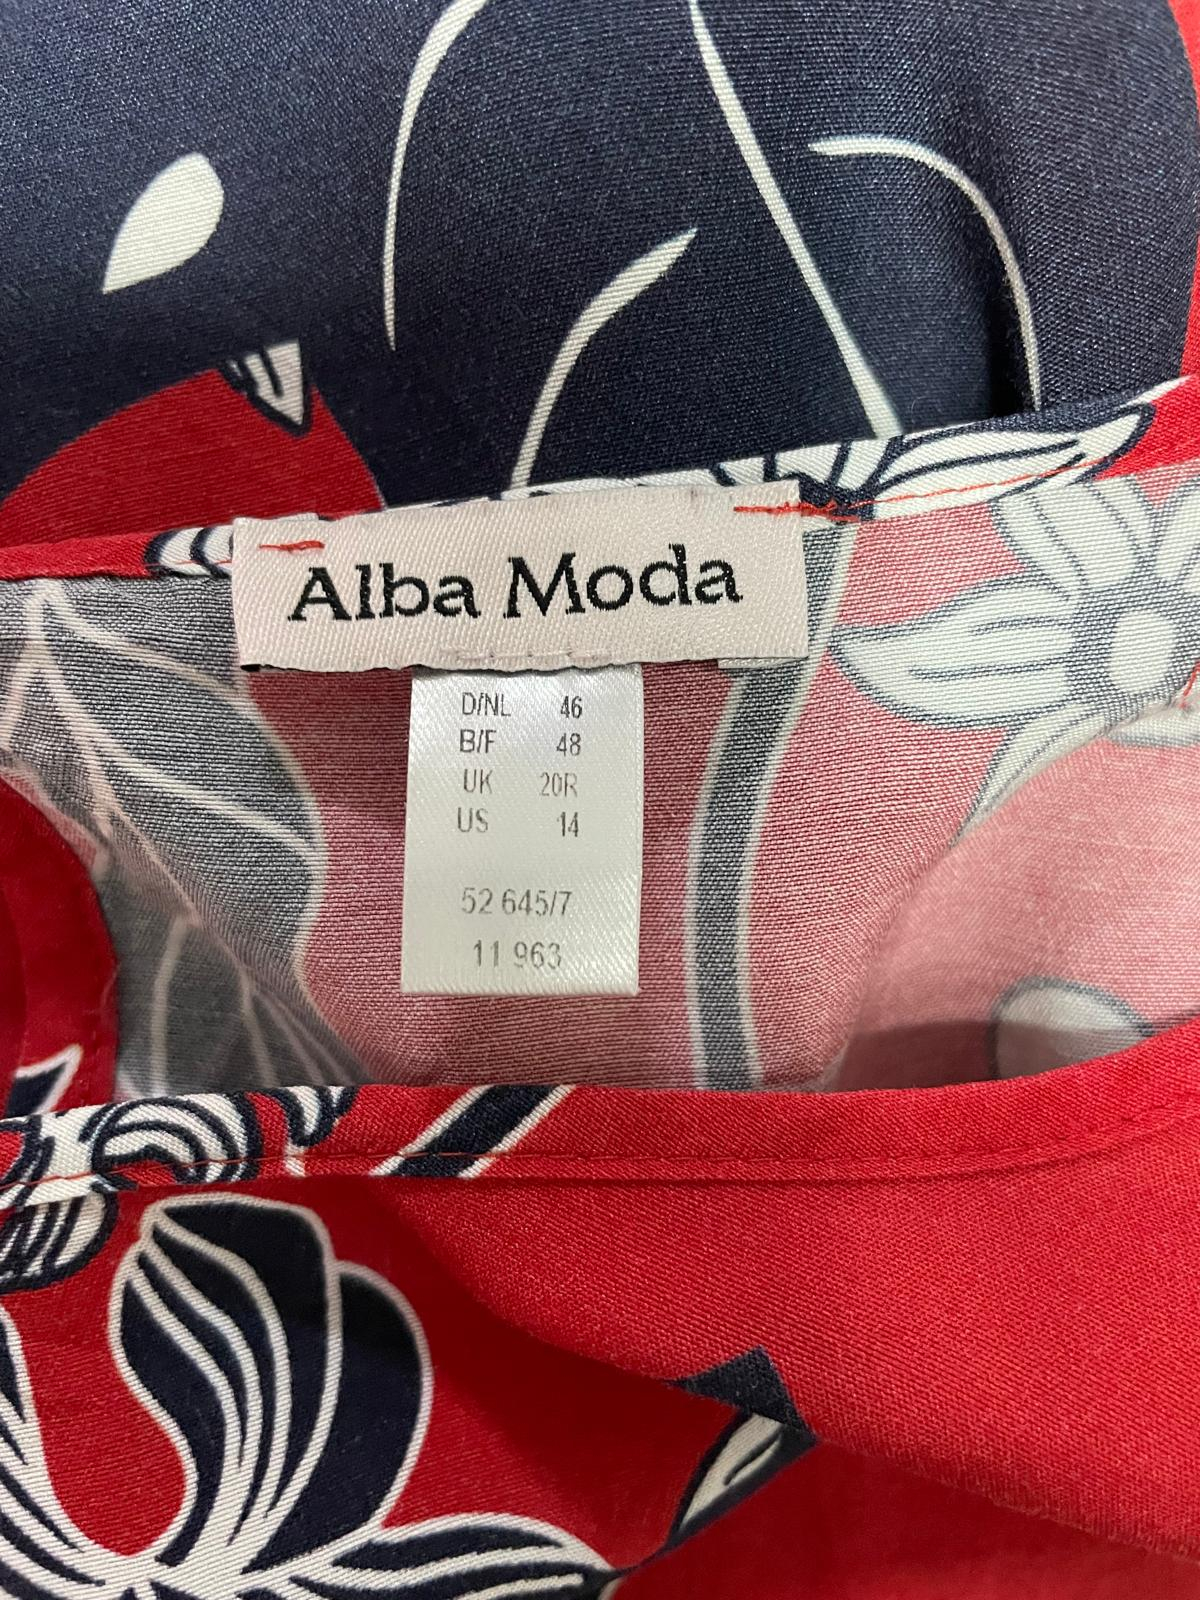 Alba Moda
D/NL 46
B/F 48
UK 20R
US 14
52 645/7
11 963